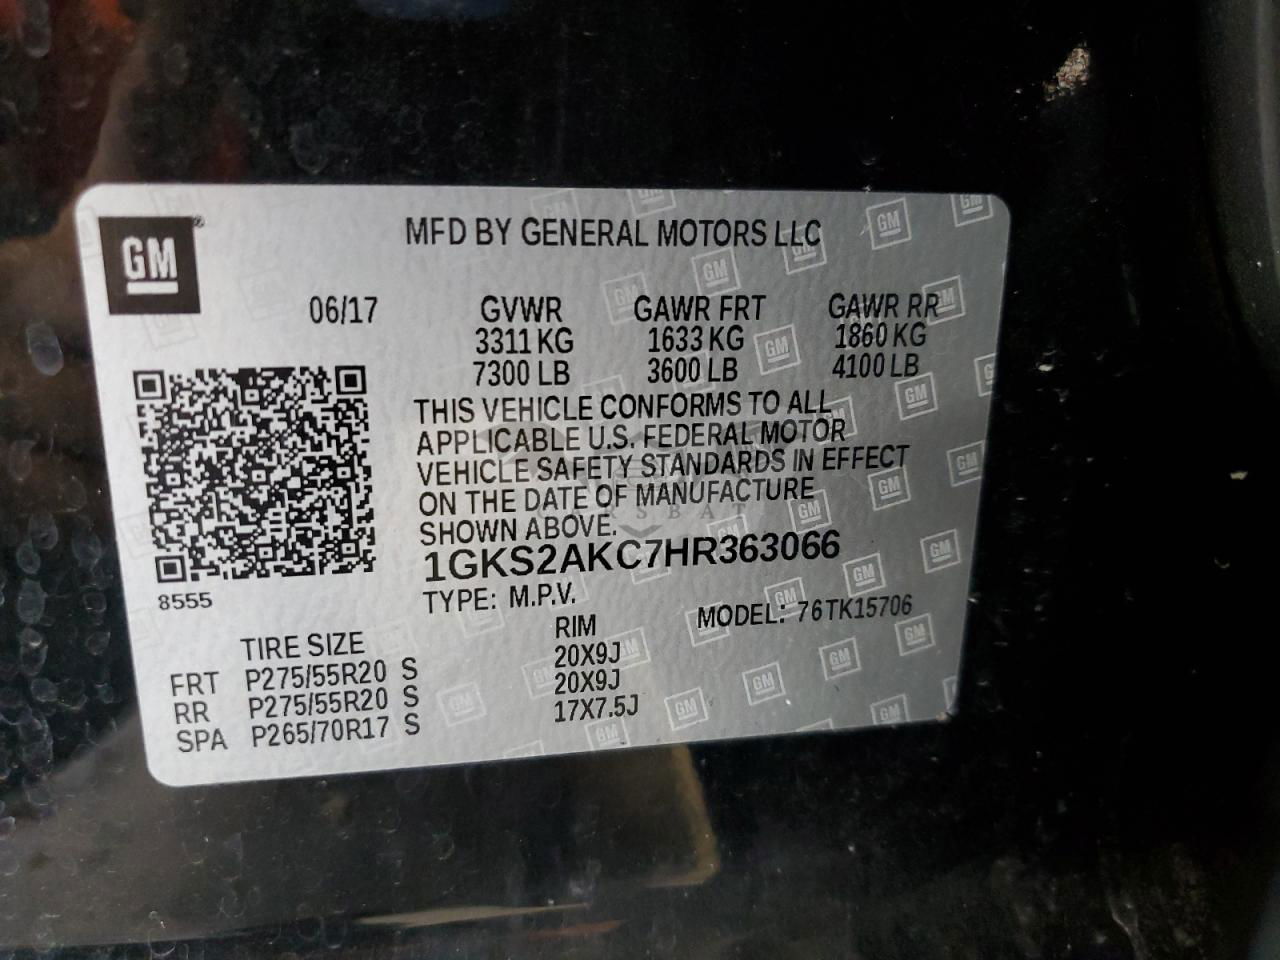 GM ®
MFD BY GENERAL MOTORS LLC
06/17 GVWR GAWR FRT GAWR RR
3311 KG 1633 KG 1860 KG
7300 LB 3600 LB 4100 LB
THIS VEHICLE CONFORMS TO ALL
APPLICABLE U.S. FEDERAL MOTOR
VEHICLE SAFETY STANDARDS IN EFFECT
ON THE DATE OF MANUFACTURE
SHOWN ABOVE.
1GKS2AKC7HR363066
8555
TYPE: M.P.V. MODEL: 76TK15706
TIRE SIZE RIM
FRT P275/55R20 S 20X9J
RR P275/55R20 S 20X9J
SPA P265/70R17 S 17X7.5J